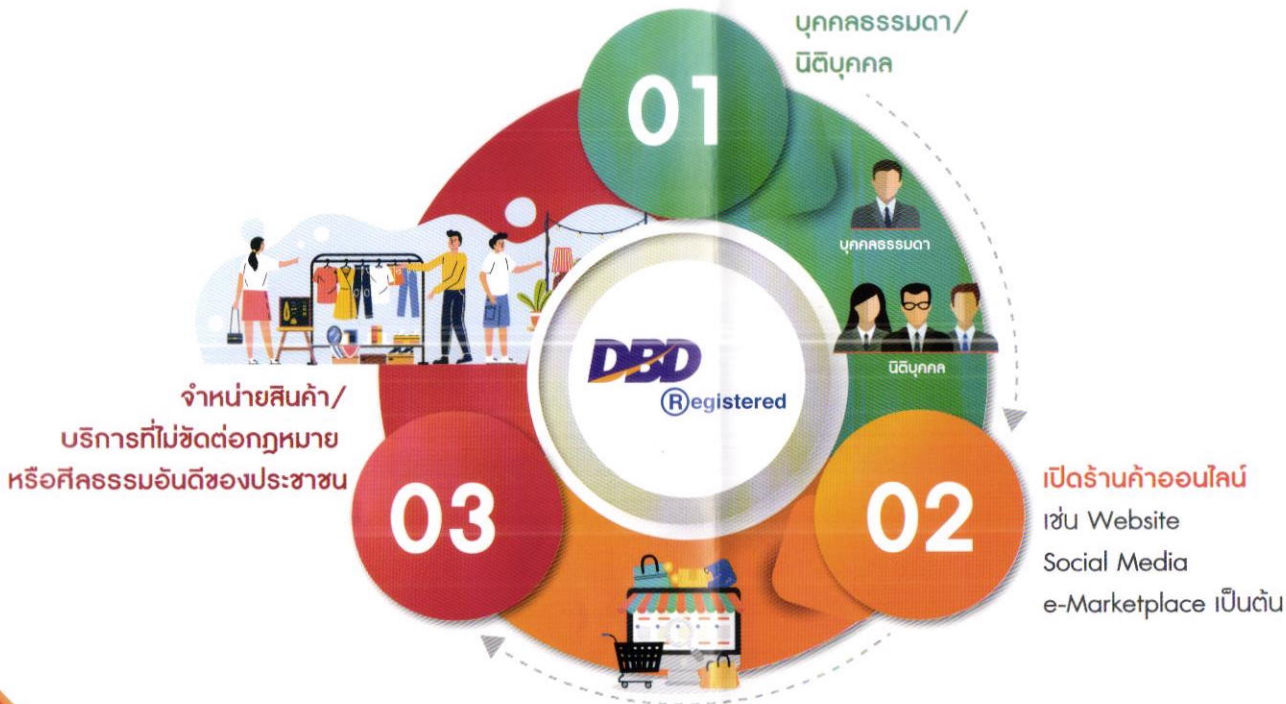 01
บุคคลธรรมดา/
นิติบุคคล
บุคคลธรรมดา
นิติบุคคล
DBD
Registered
02
เปิดร้านค้าออนไลน์
เช่น Website
Social Media
e-Marketplace เป็นต้น
03
จำหน่ายสินค้า/
บริการที่ไม่ขัดต่อกฎหมาย
หรือศีลธรรมอันดีของประชาชน